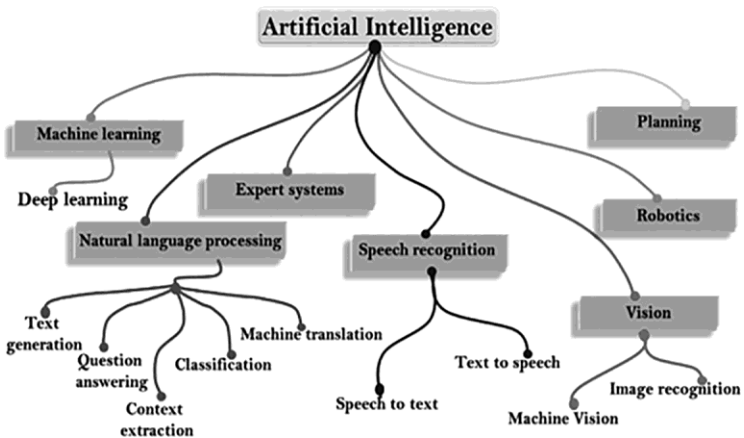 Artificial Intelligence
Machine learning
Deep learning
Natural language processing
Text
generation
Question
answering
Context
extraction
Classification
Machine translation
Expert systems
Speech recognition
Speech to text
Text to speech
Planning
Robotics
Vision
Machine Vision
Image recognition